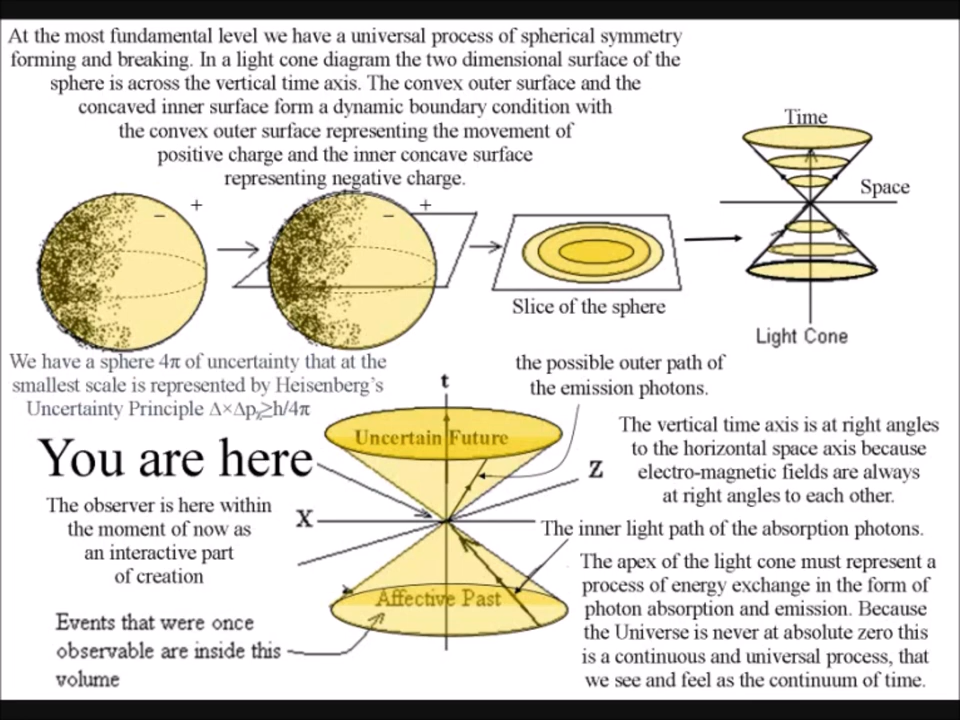 At the most fundamental level we have a universal process of spherical symmetry
forming and breaking. In a light cone diagram the two dimensional surface of the
sphere is across the vertical time axis. The convex outer surface and the
concaved inner surface form a dynamic boundary condition with
the convex outer surface representing the movement of
positive charge and the inner concave surface
representing negative charge.
− +
− +
Time
Space
Slice of the sphere
Light Cone
We have a sphere 4π of uncertainty that at the
smallest scale is represented by Heisenberg's
Uncertainty Principle Δ×Δpₓ≥h/4π
the possible outer path of
the emission photons.
t
Uncertain Future
The vertical time axis is at right angles
to the horizontal space axis because
electro-magnetic fields are always
at right angles to each other.
You are here
Z
X
The observer is here within
the moment of now as
an interactive part
of creation
The inner light path of the absorption photons.
The apex of the light cone must represent a
process of energy exchange in the form of
photon absorption and emission. Because
the Universe is never at absolute zero this
is a continuous and universal process, that
we see and feel as the continuum of time.
Affective Past
Events that were once
observable are inside this
volume